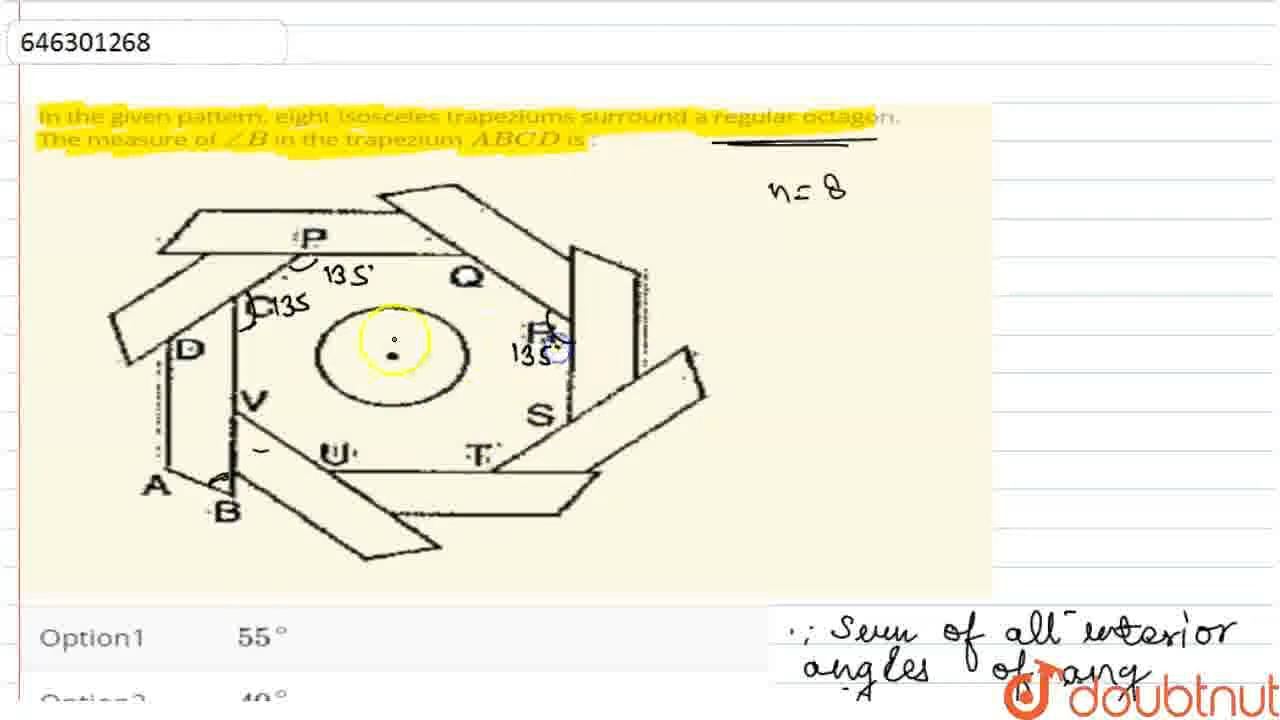 646301268
In the given pattern, eight isosceles trapeziums surround a regular octagon.
The measure of ∠B in the trapezium ABCD is :
n = 8
P
135°
Q
C
135
R
135°
D
V
S
U
T
A
B
Option1 55°
∴ Sum of all interior
angles of any
doubtnut